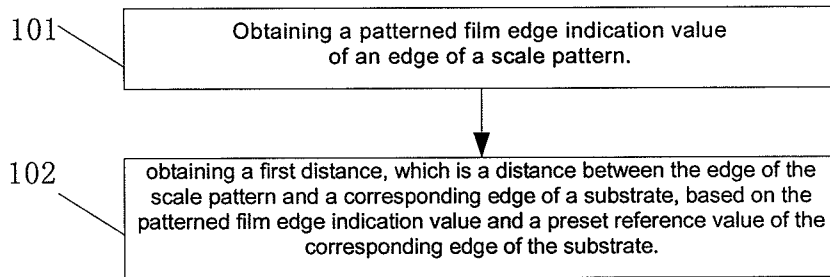 101
Obtaining a patterned film edge indication value
of an edge of a scale pattern.
102
obtaining a first distance, which is a distance between the edge of the
scale pattern and a corresponding edge of a substrate, based on the
patterned film edge indication value and a preset reference value of the
corresponding edge of the substrate.